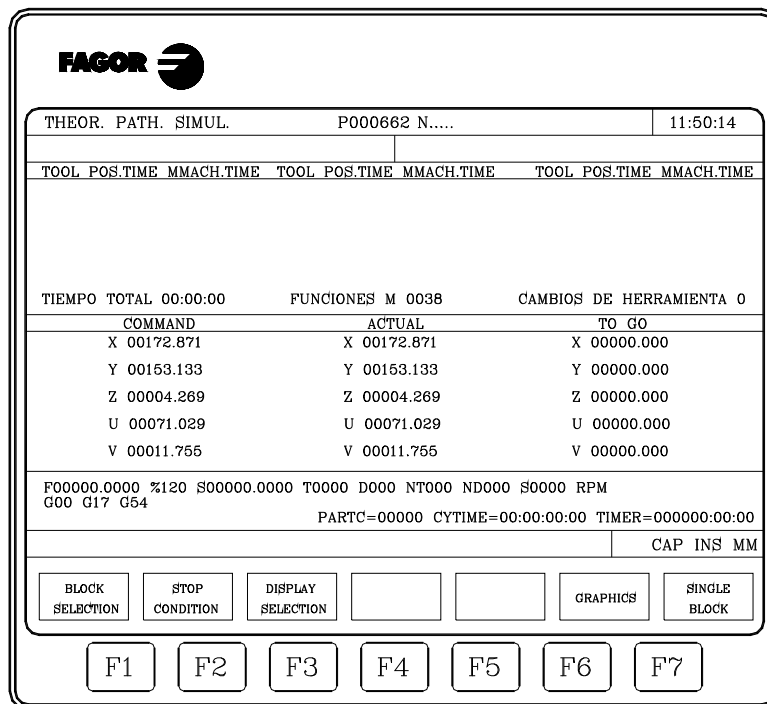 FAGOR
THEOR. PATH. SIMUL. P000662 N..... 11:50:14
TOOL POS.TIME MMACH.TIME TOOL POS.TIME MMACH.TIME TOOL POS.TIME MMACH.TIME
TIEMPO TOTAL 00:00:00 FUNCIONES M 0038 CAMBIOS DE HERRAMIENTA 0
COMMAND ACTUAL TO GO
X 00172.871 X 00172.871 X 00000.000
Y 00153.133 Y 00153.133 Y 00000.000
Z 00004.269 Z 00004.269 Z 00000.000
U 00071.029 U 00071.029 U 00000.000
V 00011.755 V 00011.755 V 00000.000
F00000.0000 %120 S00000.0000 T0000 D000 NT000 ND000 S0000 RPM
G00 G17 G54
PARTC=00000 CYTIME=00:00:00:00 TIMER=000000:00:00
CAP INS MM
BLOCK SELECTION
STOP CONDITION
DISPLAY SELECTION
GRAPHICS
SINGLE BLOCK
F1 F2 F3 F4 F5 F6 F7